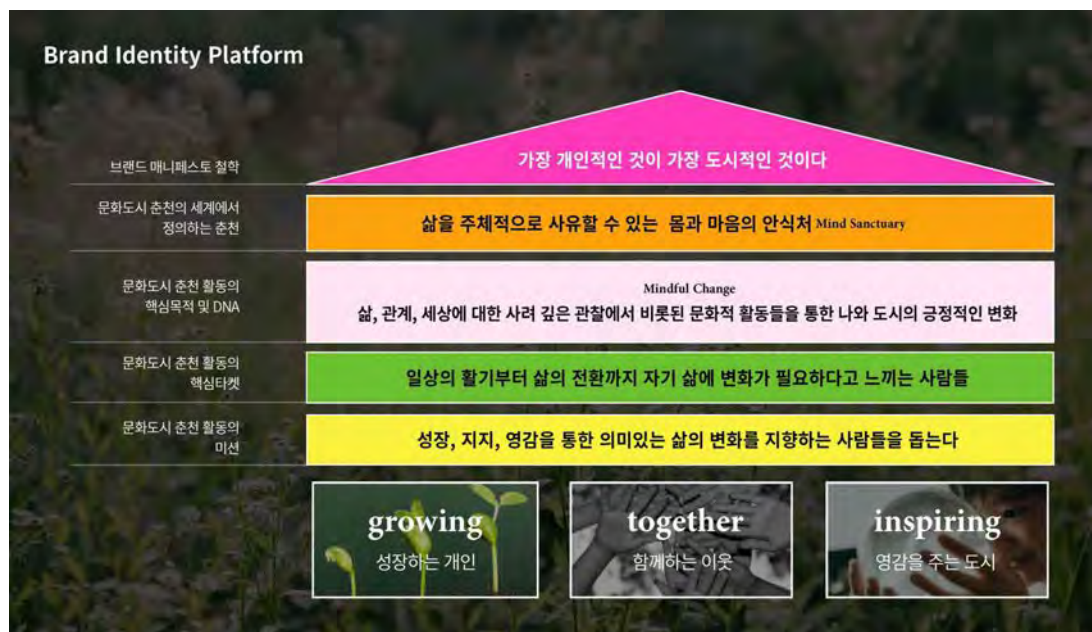 Brand Identity Platform
브랜드 매니페스토 철학
가장 개인적인 것이 가장 도시적인 것이다
문화도시 춘천의 세계에서
정의하는 춘천
삶을 주체적으로 사유할 수 있는 몸과 마음의 안식처 Mind Sanctuary
문화도시 춘천 활동의
핵심목적 및 DNA
Mindful Change
삶, 관계, 세상에 대한 사려 깊은 관찰에서 비롯된 문화적 활동들을 통한 나와 도시의 긍정적인 변화
문화도시 춘천 활동의
핵심타켓
일상의 활기부터 삶의 전환까지 자기 삶에 변화가 필요하다고 느끼는 사람들
문화도시 춘천 활동의
미션
성장, 지지, 영감을 통한 의미있는 삶의 변화를 지향하는 사람들을 돕는다
growing
성장하는 개인
together
함께하는 이웃
inspiring
영감을 주는 도시